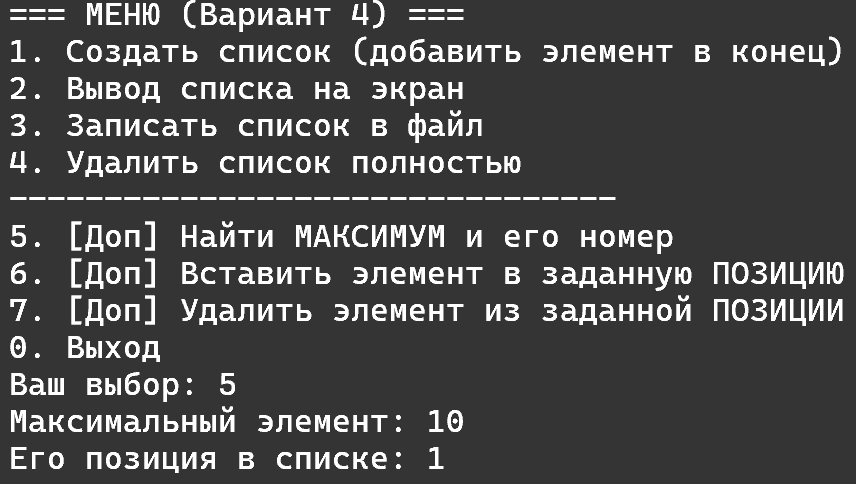 === МЕНЮ (Вариант 4) ===
1. Создать список (добавить элемент в конец)
2. Вывод списка на экран
3. Записать список в файл
4. Удалить список полностью
--------------------------------
5. [Доп] Найти МАКСИМУМ и его номер
6. [Доп] Вставить элемент в заданную ПОЗИЦИЮ
7. [Доп] Удалить элемент из заданной ПОЗИЦИИ
0. Выход
Ваш выбор: 5
Максимальный элемент: 10
Его позиция в списке: 1